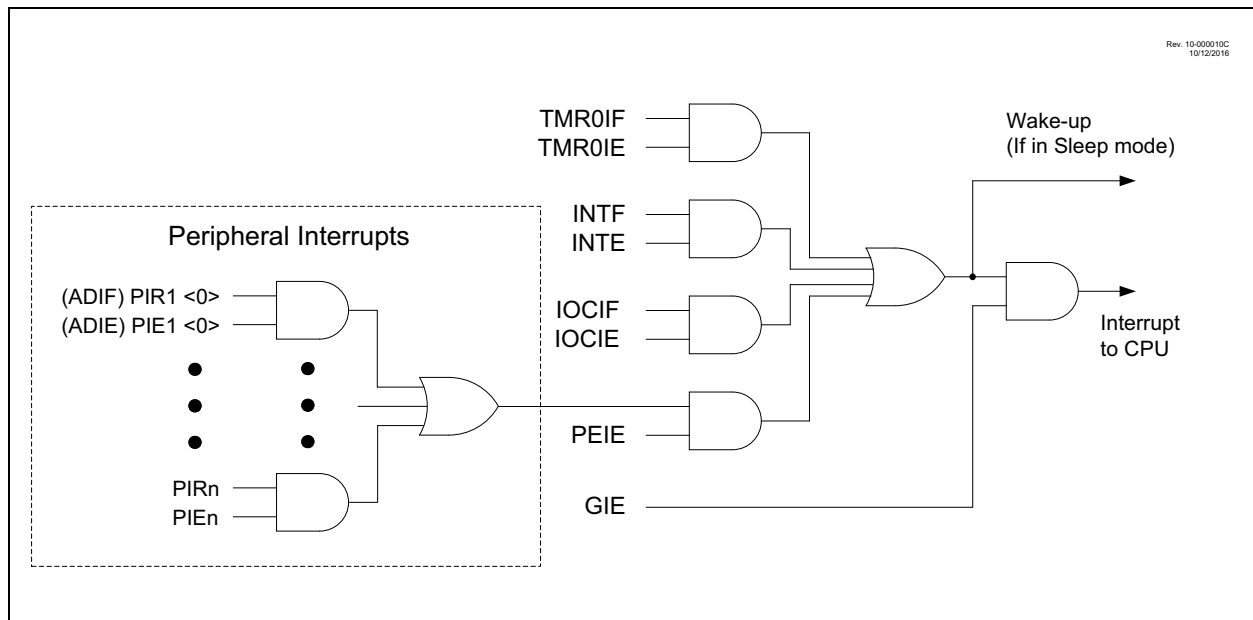 Rev. 10-000010C
10/12/2016
TMR0IF
TMR0IE
Wake-up
(If in Sleep mode)
INTF
INTE
Peripheral Interrupts
(ADIF) PIR1 <0>
(ADIE) PIE1 <0>
IOCIF
IOCIE
Interrupt
to CPU
PEIE
PIRn
PIEn
GIE